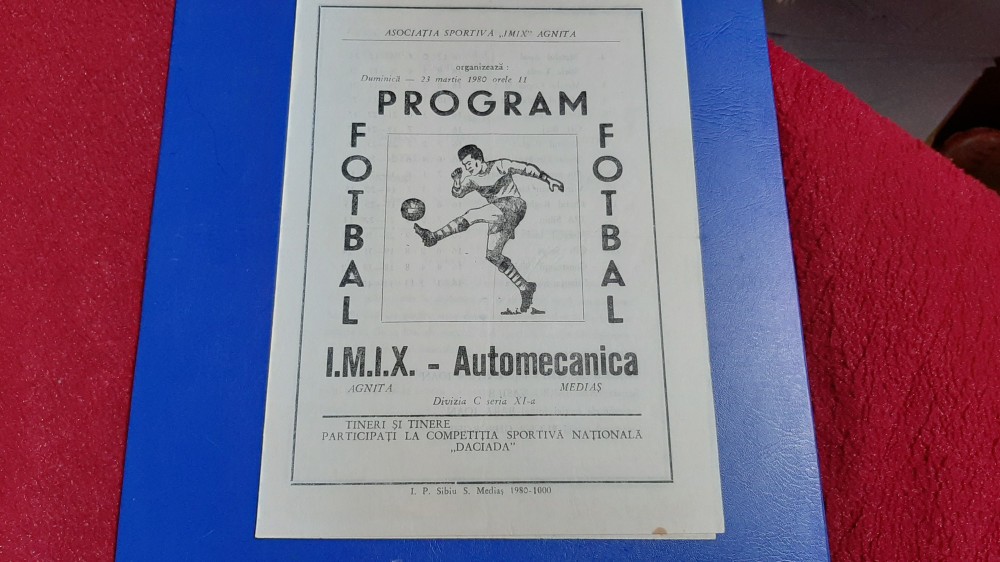 ASOCIAȚIA SPORTIVĂ „IMIX" AGNITA
organizează :
Duminică — 23 martie 1980 orele 11
PROGRAM
FOTBAL
FOTBAL
I.M.I.X. - Automecanica
AGNITA MEDIAȘ
Divizia C seria XI-a
TINERI ȘI TINERE
PARTICIPAȚI LA COMPETIȚIA SPORTIVĂ NAȚIONALĂ
„DACIADA"
I. P. Sibiu S. Mediaș 1980-1000